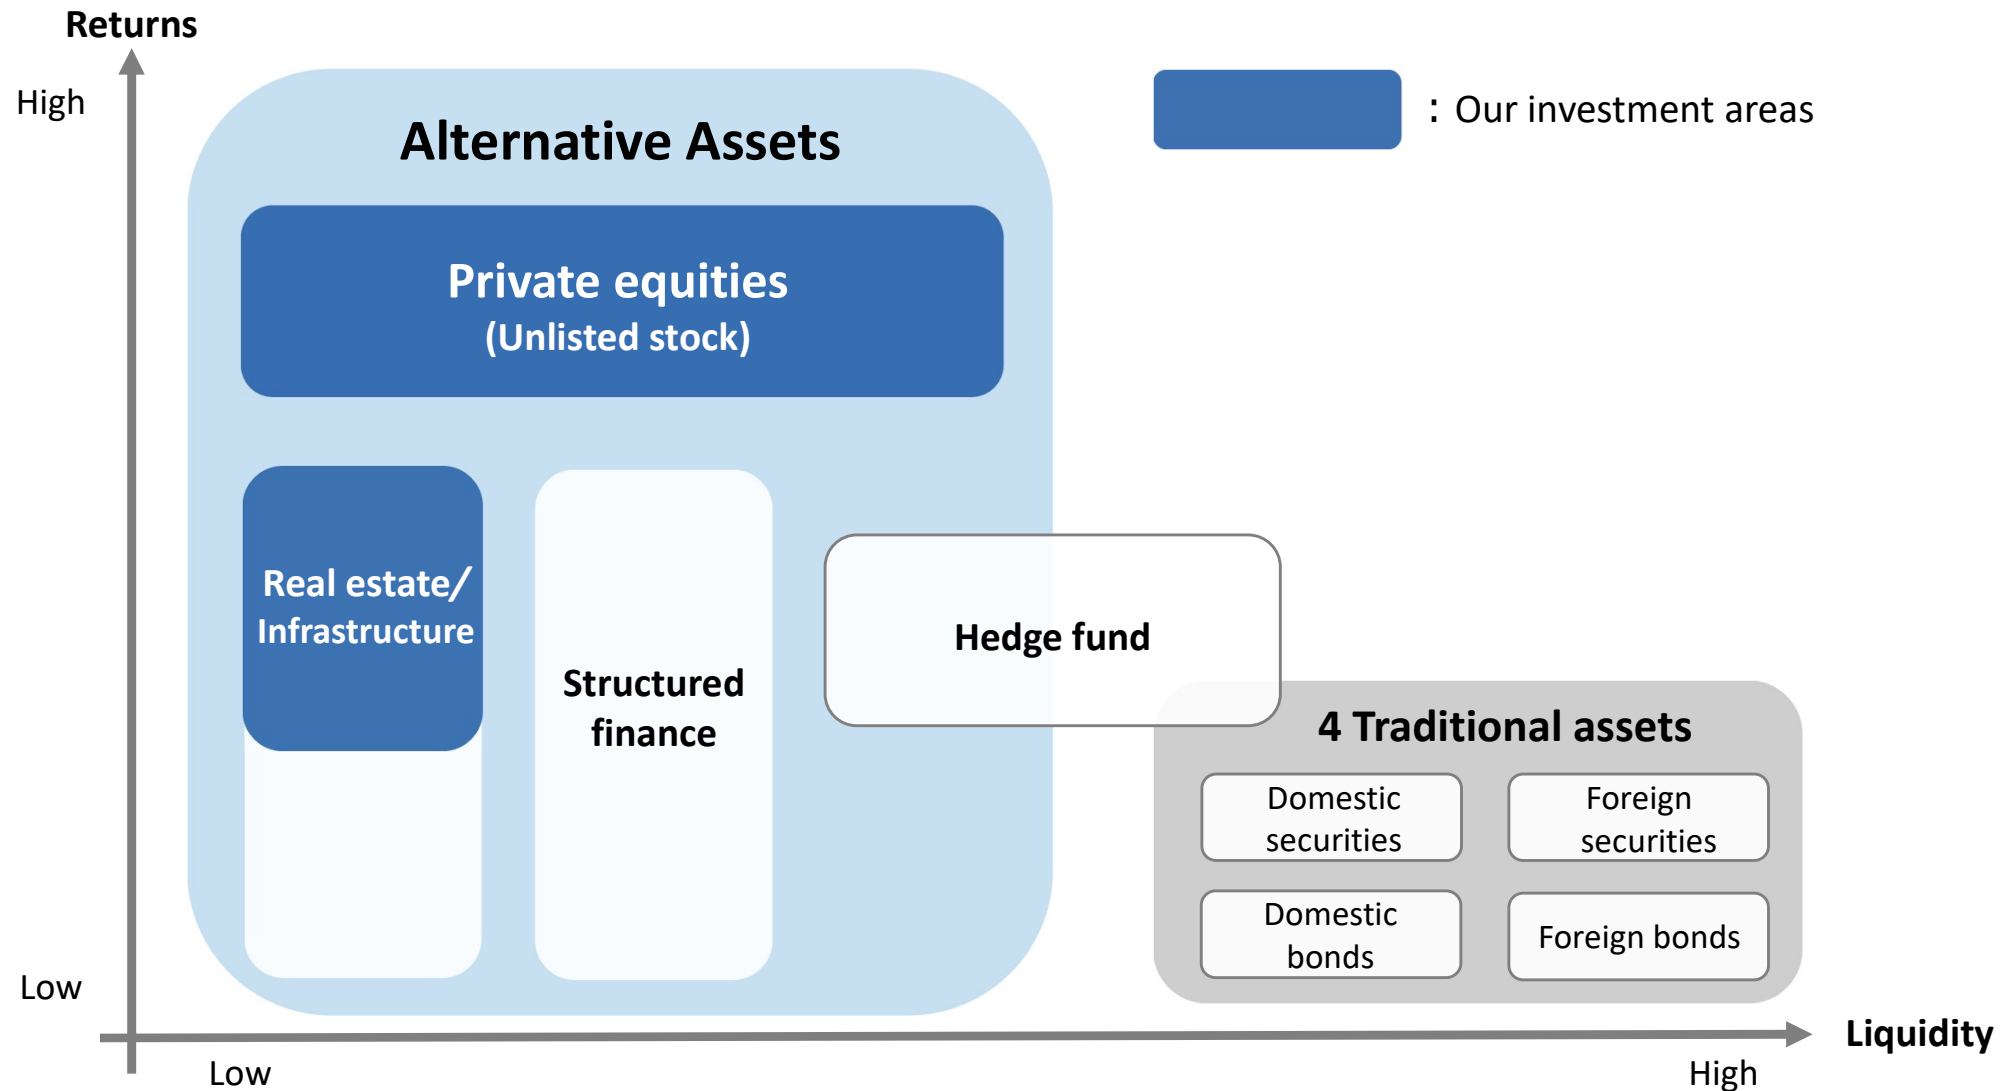 Returns
High
Alternative Assets
: Our investment areas
Private equities
(Unlisted stock)
Real estate/
Infrastructure
Structured
finance
Hedge fund
4 Traditional assets
Domestic
securities
Foreign
securities
Domestic
bonds
Foreign bonds
Low
Liquidity
Low
High